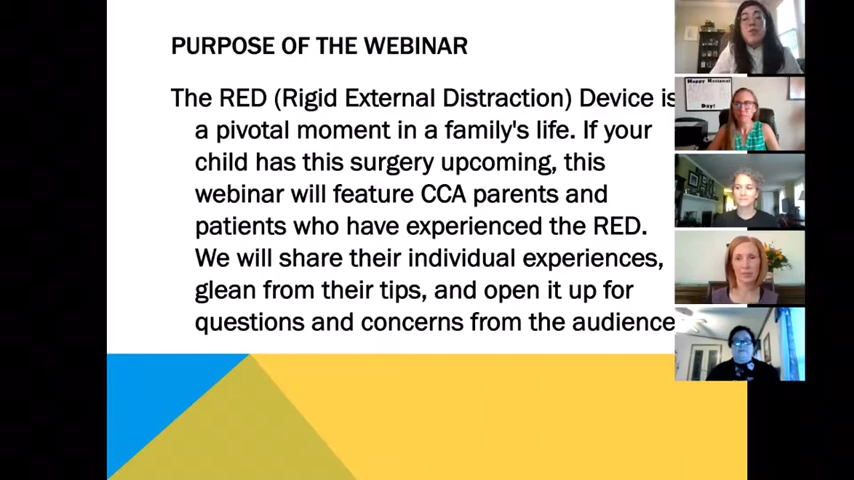 PURPOSE OF THE WEBINAR
The RED (Rigid External Distraction) Device is
a pivotal moment in a family's life. If your
child has this surgery upcoming, this
webinar will feature CCA parents and
patients who have experienced the RED.
We will share their individual experiences,
glean from their tips, and open it up for
questions and concerns from the audience
Happy National
Day!